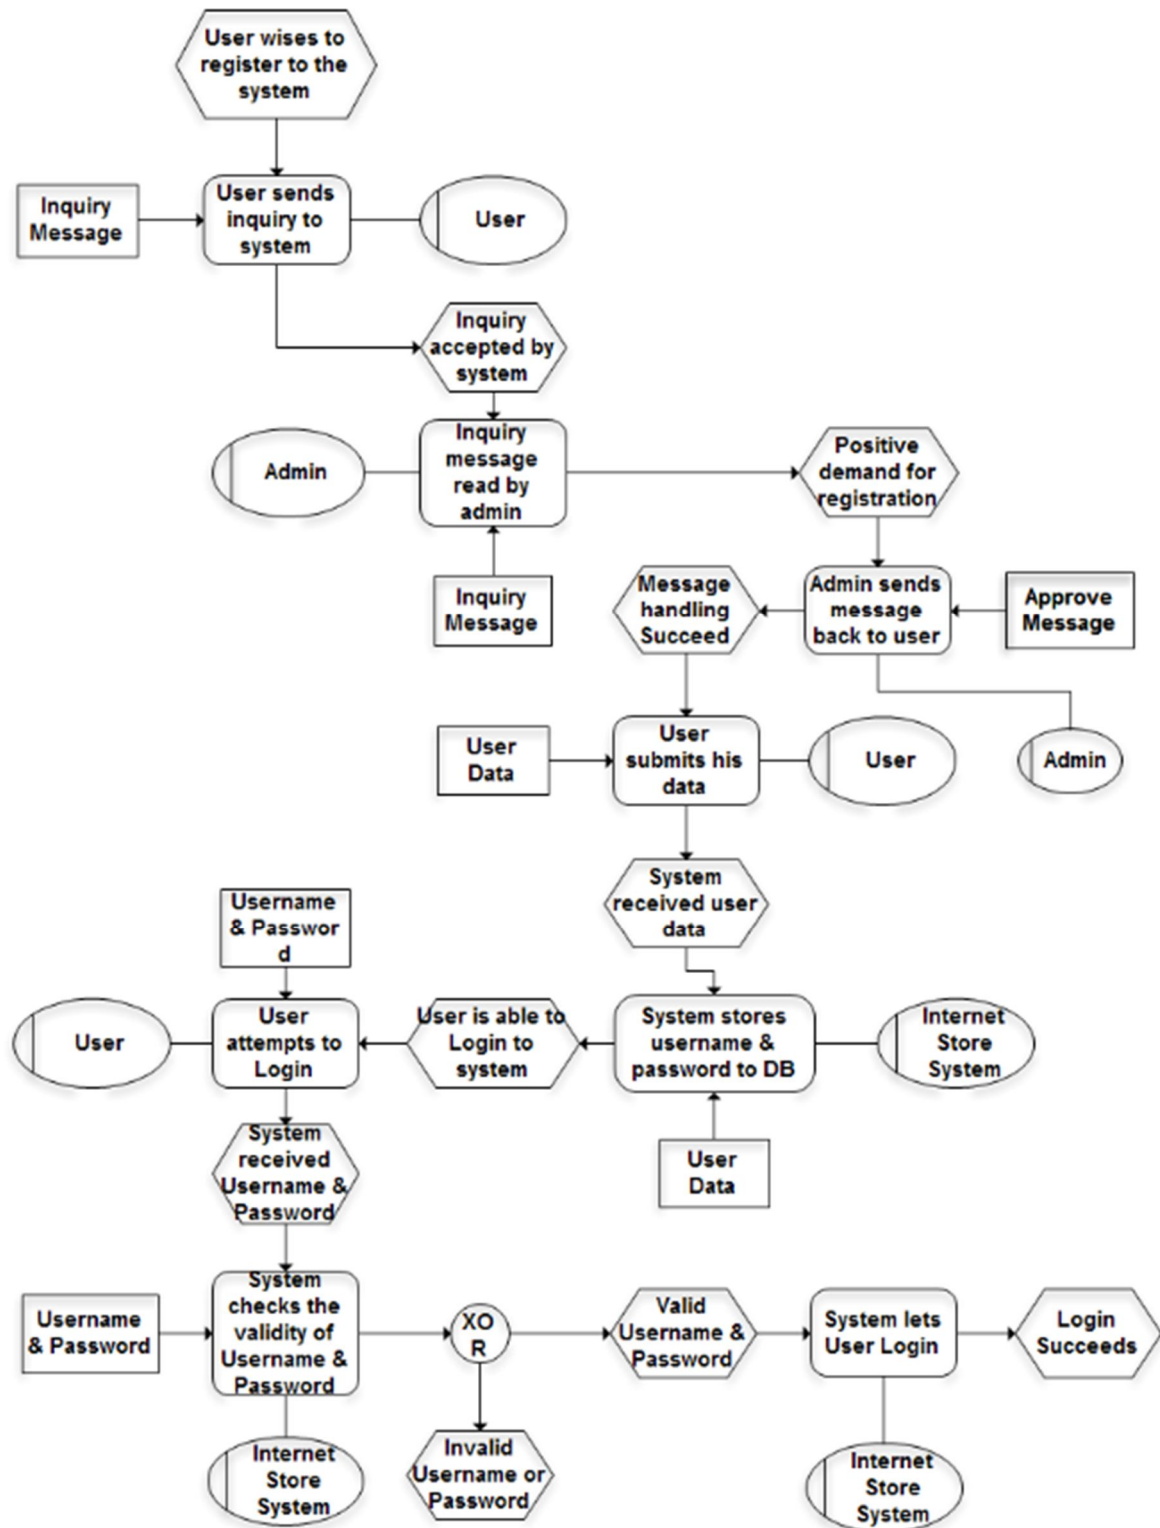 User wises to
register to the
system
Inquiry
Message
User sends
inquiry to
system
User
Inquiry
accepted by
system
Admin
Inquiry
message
read by
admin
Positive
demand for
registration
Inquiry
Message
Message
handling
Succeed
Admin sends
message
back to user
Approve
Message
User
Data
User
submits his
data
User
Admin
System
received user
data
Username
& Passwor
d
User
User
attempts to
Login
User is able to
Login to
system
System stores
username &
password to DB
Internet
Store
System
System
received
Username &
Password
User
Data
Username
& Password
System
checks the
validity of
Username &
Password
XO
R
Valid
Username &
Password
System lets
User Login
Login
Succeeds
Internet
Store
System
Invalid
Username or
Password
Internet
Store
System